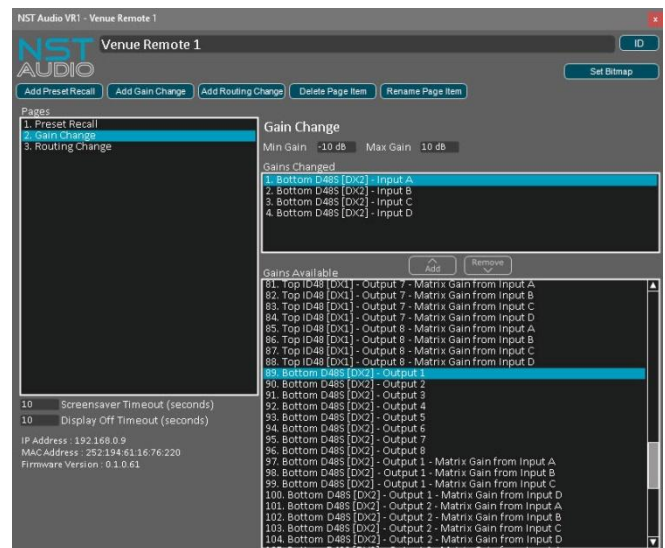 NST Audio VR1 - Venue Remote 1
x
NST
AUDIO
Venue Remote 1
ID
Set Bitmap
Add Preset Recall
Add Gain Change
Add Routing Change
Delete Page Item
Rename Page Item
Pages
1. Preset Recall
2. Gain Change
3. Routing Change
10 Screensaver Timeout (seconds)
10 Display Off Timeout (seconds)
IP Address : 192.168.0.9
MAC Address : 252:194:61:16:76:220
Firmware Version : 0.1.0.61
Gain Change
Min Gain -10 dB Max Gain 10 dB
Gains Changed
1. Bottom D48S [DX2] - Input A
2. Bottom D48S [DX2] - Input B
3. Bottom D48S [DX2] - Input C
4. Bottom D48S [DX2] - Input D
Add
Remove
Gains Available
81. Top ID48 [DX1] - Output 7 - Matrix Gain from Input A
82. Top ID48 [DX1] - Output 7 - Matrix Gain from Input B
83. Top ID48 [DX1] - Output 7 - Matrix Gain from Input C
84. Top ID48 [DX1] - Output 7 - Matrix Gain from Input D
85. Top ID48 [DX1] - Output 8 - Matrix Gain from Input A
86. Top ID48 [DX1] - Output 8 - Matrix Gain from Input B
87. Top ID48 [DX1] - Output 8 - Matrix Gain from Input C
88. Top ID48 [DX1] - Output 8 - Matrix Gain from Input D
89. Bottom D48S [DX2] - Output 1
90. Bottom D48S [DX2] - Output 2
91. Bottom D48S [DX2] - Output 3
92. Bottom D48S [DX2] - Output 4
93. Bottom D48S [DX2] - Output 5
94. Bottom D48S [DX2] - Output 6
95. Bottom D48S [DX2] - Output 7
96. Bottom D48S [DX2] - Output 8
97. Bottom D48S [DX2] - Output 1 - Matrix Gain from Input A
98. Bottom D48S [DX2] - Output 1 - Matrix Gain from Input B
99. Bottom D48S [DX2] - Output 1 - Matrix Gain from Input C
100. Bottom D48S [DX2] - Output 1 - Matrix Gain from Input D
101. Bottom D48S [DX2] - Output 2 - Matrix Gain from Input A
102. Bottom D48S [DX2] - Output 2 - Matrix Gain from Input B
103. Bottom D48S [DX2] - Output 2 - Matrix Gain from Input C
104. Bottom D48S [DX2] - Output 2 - Matrix Gain from Input D